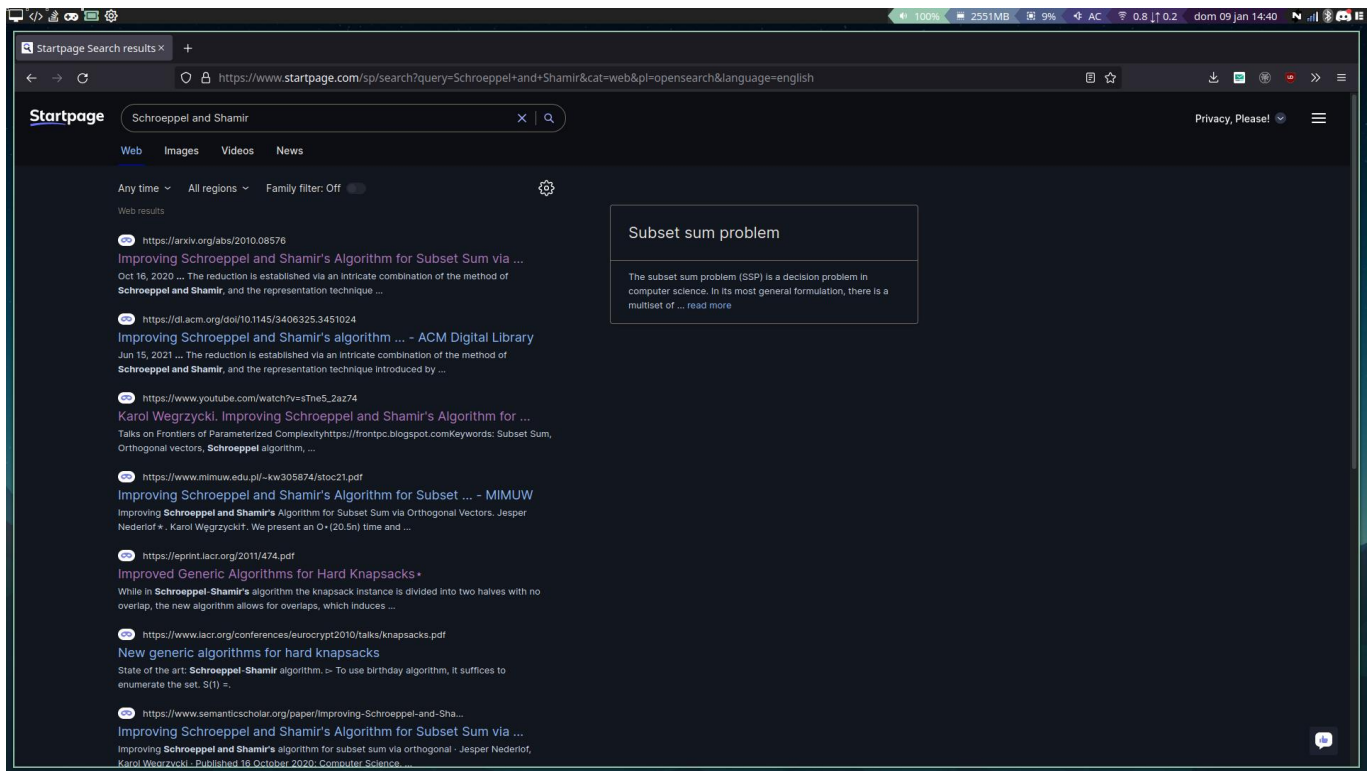 100% 2551MB 9% AC 0.8 ↓↑ 0.2 dom 09 jan 14:40
Startpage Search results × +
https://www.startpage.com/sp/search?query=Schroeppel+and+Shamir&cat=web&pl=opensearch&language=english
Startpage
Schroeppel and Shamir
Privacy, Please!
Web Images Videos News
Any time All regions Family filter: Off
Web results
https://arxiv.org/abs/2010.08576
Improving Schroeppel and Shamir's Algorithm for Subset Sum via ...
Oct 16, 2020 ... The reduction is established via an intricate combination of the method of
Schroeppel and Shamir, and the representation technique ...
https://dl.acm.org/doi/10.1145/3406325.3451024
Improving Schroeppel and Shamir's algorithm ... - ACM Digital Library
Jun 15, 2021 ... The reduction is established via an intricate combination of the method of
Schroeppel and Shamir, and the representation technique introduced by ...
https://www.youtube.com/watch?v=sTne5_2az74
Karol Wegrzycki. Improving Schroeppel and Shamir's Algorithm for ...
Talks on Frontiers of Parameterized Complexityhttps://frontpc.blogspot.comKeywords: Subset Sum,
Orthogonal vectors, Schroeppel algorithm, ...
https://www.mimuw.edu.pl/~kw305874/stoc21.pdf
Improving Schroeppel and Shamir's Algorithm for Subset ... - MIMUW
Improving Schroeppel and Shamir's Algorithm for Subset Sum via Orthogonal Vectors. Jesper
Nederlof∗. Karol Węgrzycki†. We present an O⋆(20.5n) time and ...
https://eprint.iacr.org/2011/474.pdf
Improved Generic Algorithms for Hard Knapsacks⋆
While in Schroeppel-Shamir's algorithm the knapsack instance is divided into two halves with no
overlap, the new algorithm allows for overlaps, which induces ...
https://www.iacr.org/conferences/eurocrypt2010/talks/knapsacks.pdf
New generic algorithms for hard knapsacks
State of the art: Schroeppel-Shamir algorithm. ▻ To use birthday algorithm, it suffices to
enumerate the set. S(1) =.
https://www.semanticscholar.org/paper/Improving-Schroeppel-and-Sha...
Improving Schroeppel and Shamir's Algorithm for Subset Sum via ...
Improving Schroeppel and Shamir's algorithm for subset sum via orthogonal · Jesper Nederlof,
Karol Wegrzycki · Published 16 October 2020; Computer Science. ...
Subset sum problem
The subset sum problem (SSP) is a decision problem in
computer science. In its most general formulation, there is a
multiset of ... read more